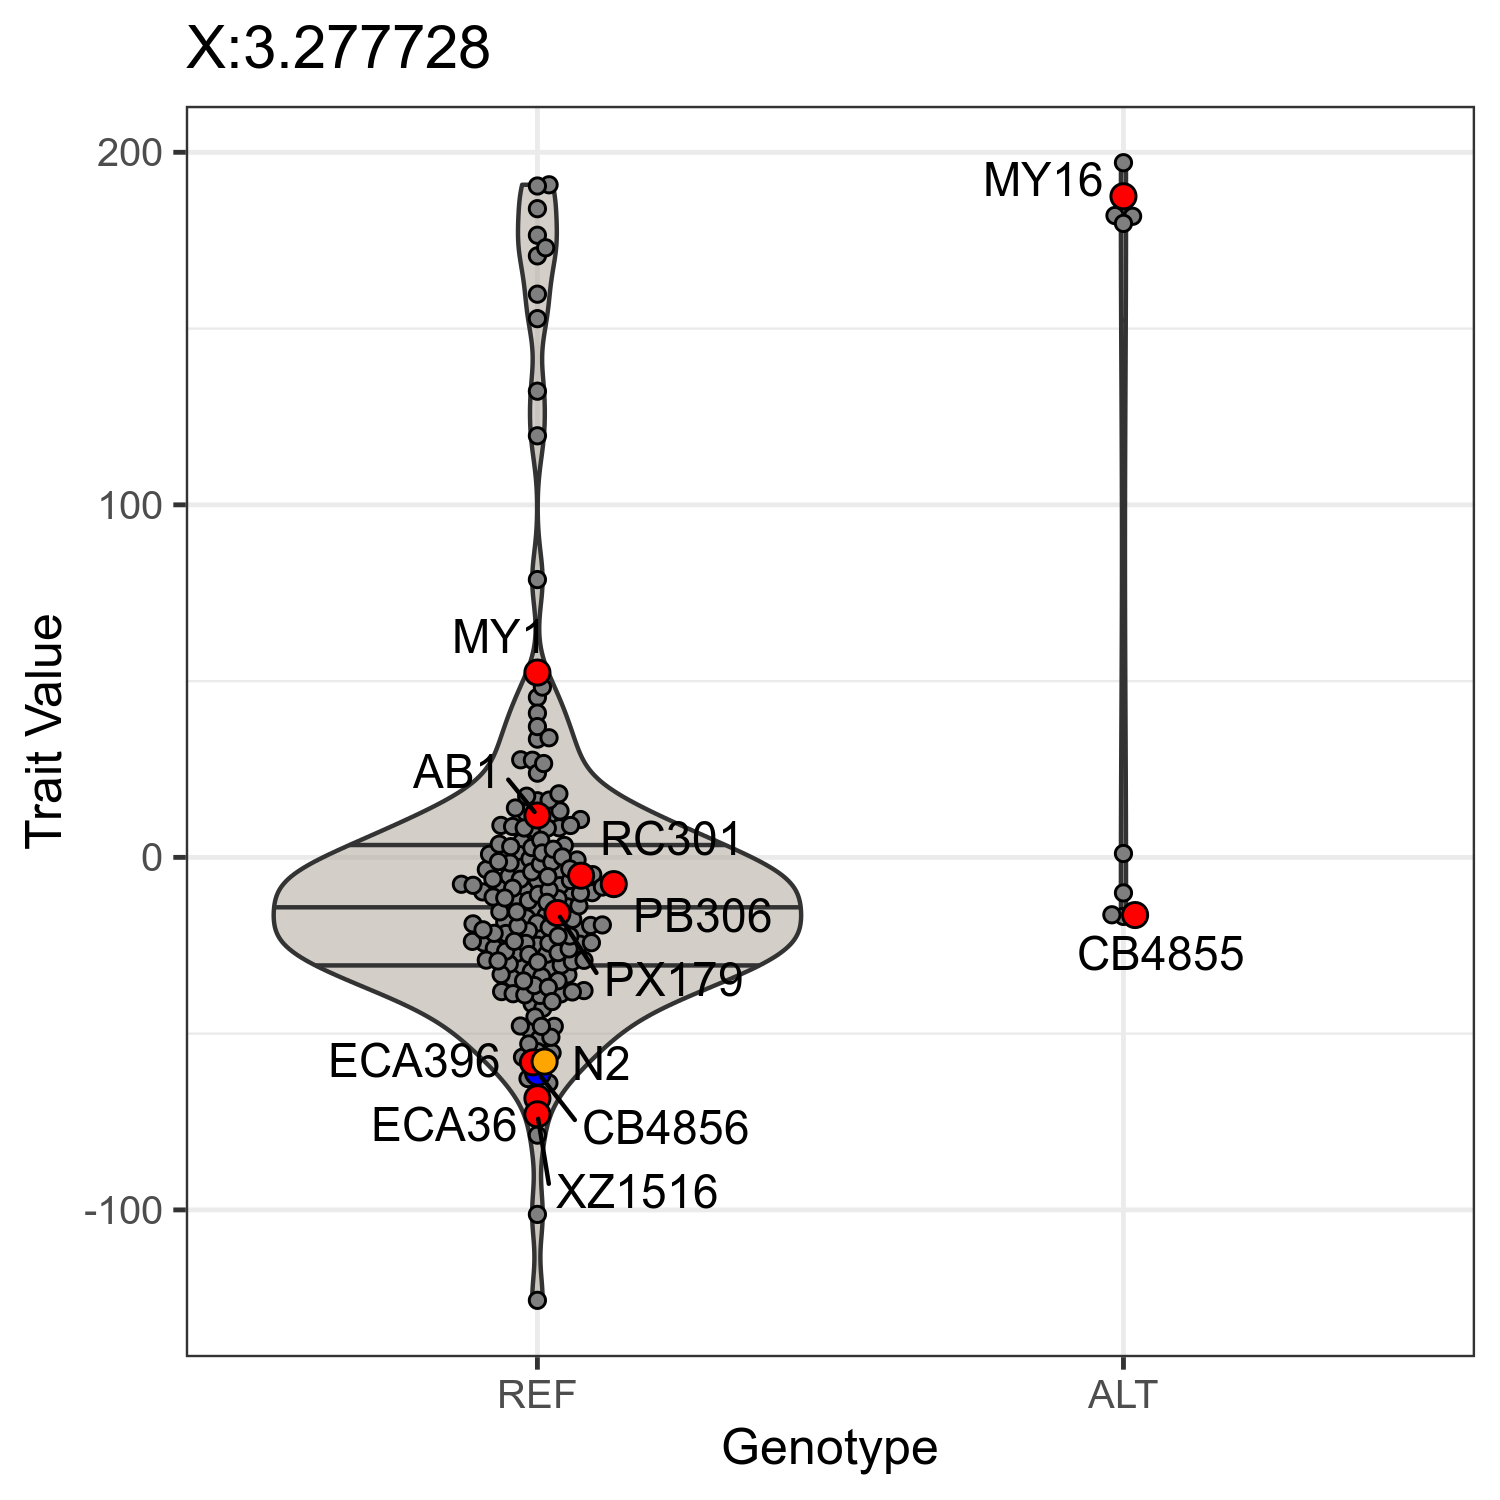 X:3.277728
200
100
0
-100
Trait Value
MY16
MY1
AB1
RC301
PB306
PX179
CB4855
ECA396
N2
ECA36
CB4856
XZ1516
REF
ALT
Genotype